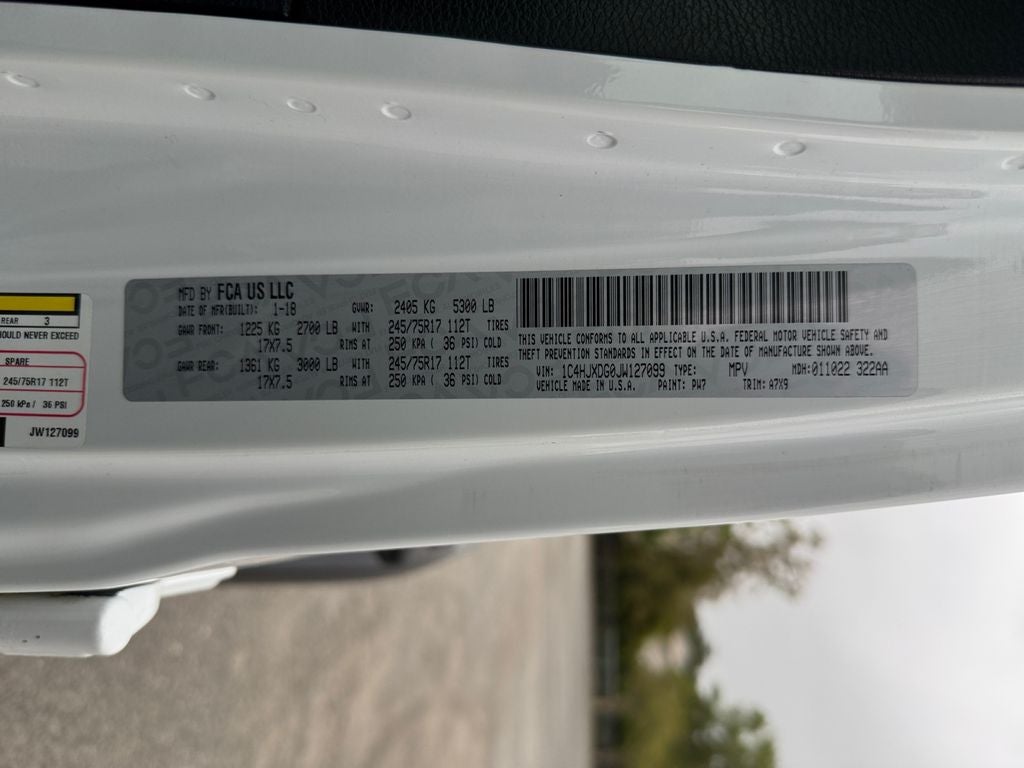 REAR 3
OULD NEVER EXCEED
SPARE
245/75R17 112T
250 kPa / 36 PSI
JW127099
MFD BY FCA US LLC
DATE OF MFR(BUILT): 1-18 GVWR: 2405 KG 5300 LB
GAWR FRONT: 1225 KG 2700 LB WITH 245/75R17 112T TIRES
17X7.5 RIMS AT 250 KPA ( 36 PSI) COLD
GAWR REAR: 1361 KG 3000 LB WITH 245/75R17 112T TIRES
17X7.5 RIMS AT 250 KPA ( 36 PSI) COLD
THIS VEHICLE CONFORMS TO ALL APPLICABLE U.S.A. FEDERAL MOTOR VEHICLE SAFETY AND
THEFT PREVENTION STANDARDS IN EFFECT ON THE DATE OF MANUFACTURE SHOWN ABOVE.
VIN: 1C4HJXDG0JW127099 TYPE: MPV MDH: 011022 322AA
VEHICLE MADE IN U.S.A. PAINT: PW7 TRIM: A7X9